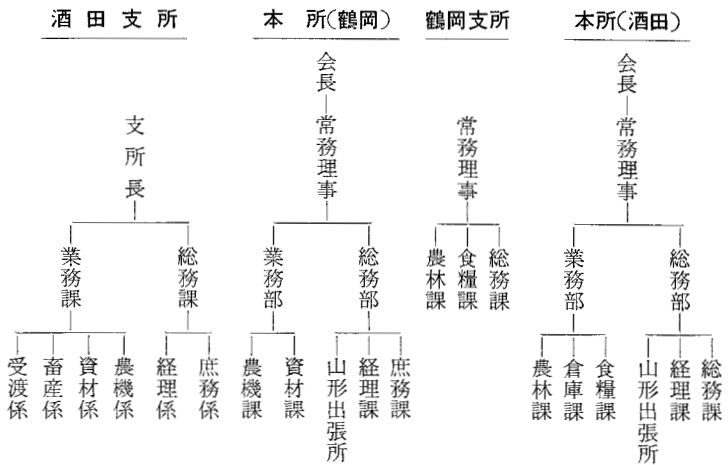 本所(酒田)
会長―常務理事
総務部
総務課
経理課
山形出張所
業務部
食糧課
倉庫課
農林課
鶴岡支所
常務理事
総務課
食糧課
農林課
本 所(鶴岡)
会長―常務理事
総務部
庶務課
経理課
山形出張所
業務部
資材課
農機課
酒田支所
支所長
総務課
庶務係
経理係
業務課
農機係
資材係
畜産係
受渡係